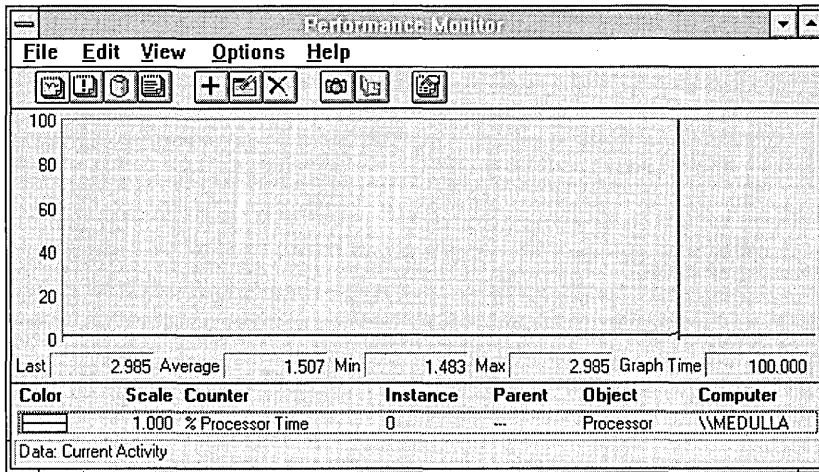 Performance Monitor
File Edit View Options Help
100
80
60
40
20
0
Last 2.985 Average 1.507 Min 1.483 Max 2.985 Graph Time 100.000
Color Scale Counter Instance Parent Object Computer
1.000 % Processor Time 0 --- Processor \\MEDULLA
Data: Current Activity